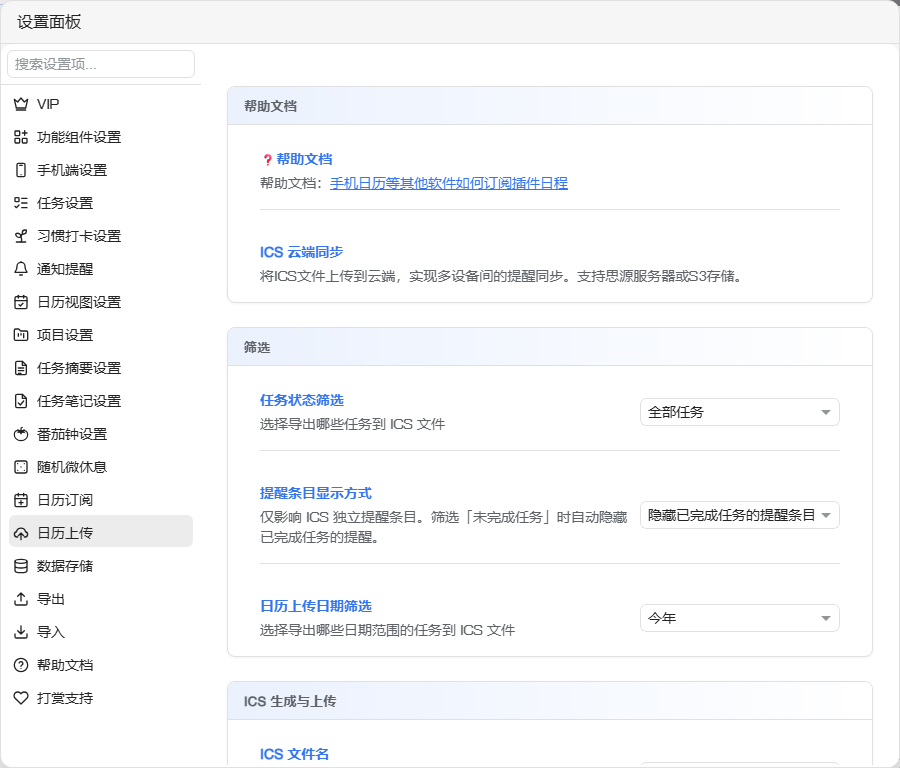 设置面板
搜索设置项...
VIP
功能组件设置
手机端设置
任务设置
习惯打卡设置
通知提醒
日历视图设置
项目设置
任务摘要设置
任务笔记设置
番茄钟设置
随机微休息
日历订阅
日历上传
数据存储
导出
导入
帮助文档
打赏支持
帮助文档
❓帮助文档
帮助文档：手机日历等其他软件如何订阅插件日程
ICS 云端同步
将ICS文件上传到云端，实现多设备间的提醒同步。支持思源服务器或S3存储。
筛选
任务状态筛选
选择导出哪些任务到 ICS 文件
全部任务
提醒条目显示方式
仅影响 ICS 独立提醒条目。筛选「未完成任务」时自动隐藏
已完成任务的提醒。
隐藏已完成任务的提醒条目
日历上传日期筛选
选择导出哪些日期范围的任务到 ICS 文件
今年
ICS 生成与上传
ICS 文件名